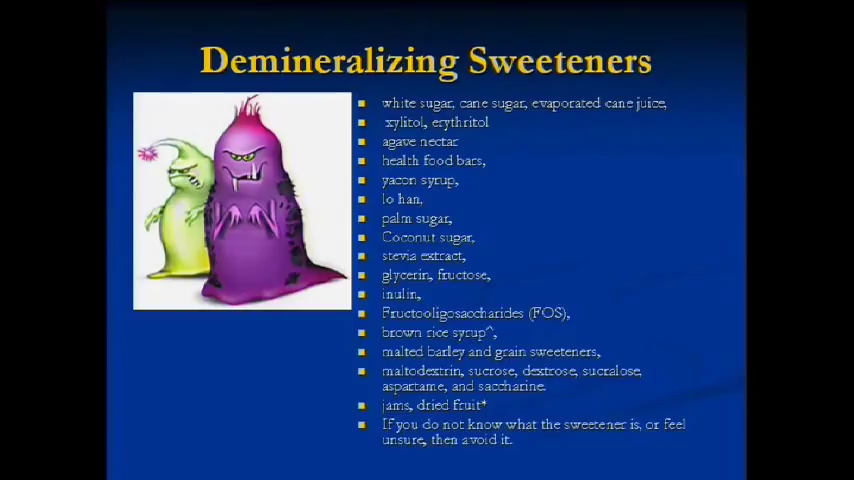 Demineralizing Sweeteners
white sugar, cane sugar, evaporated cane juice,
xylitol, erythritol
agave nectar
health food bars,
yacon syrup,
lo han,
palm sugar,
Coconut sugar,
stevia extract,
glycerin, fructose,
inulin,
Fructooligosaccharides (FOS),
brown rice syrup^,
malted barley and grain sweeteners,
maltodextrin, sucrose, dextrose, sucralose,
aspartame, and saccharine.
jams, dried fruit*
If you do not know what the sweetener is, or feel
unsure, then avoid it.